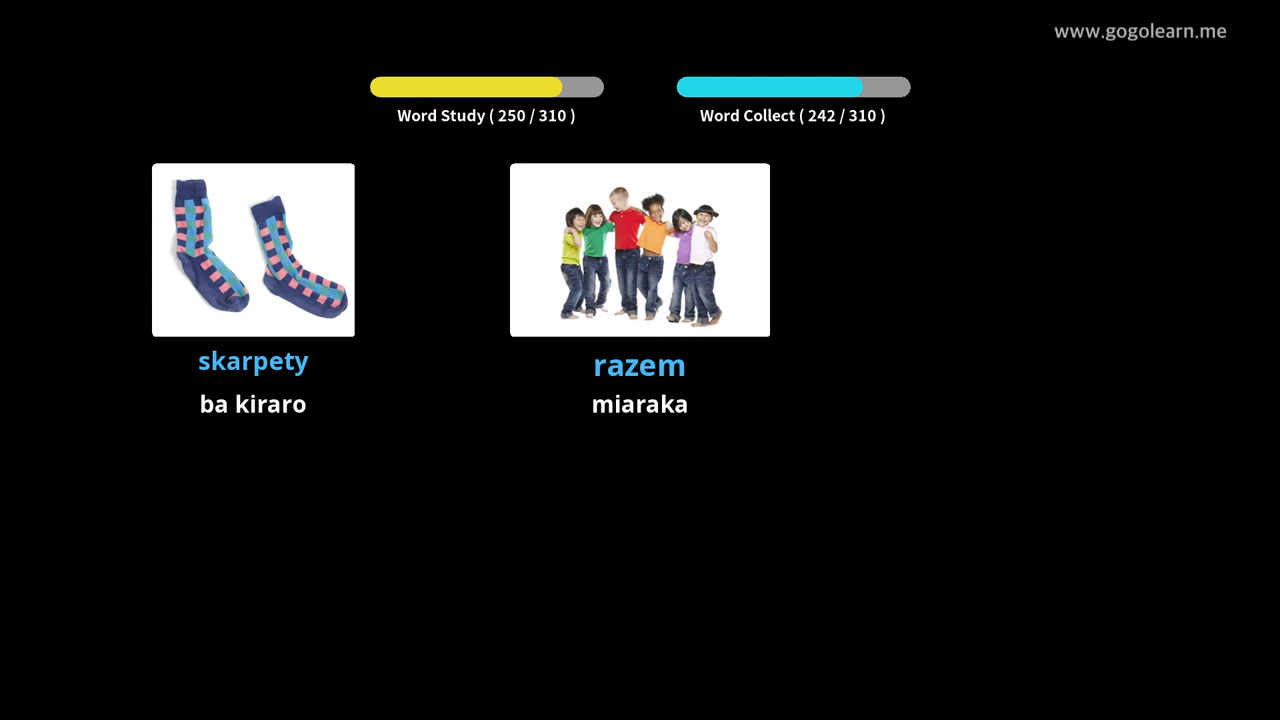 www.gogolearn.me
Word Study ( 250 / 310 )
Word Collect ( 242 / 310 )
skarpety
ba kiraro
razem
miaraka